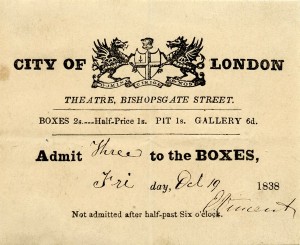 CITY OF LONDON
THEATRE, BISHOPSGATE STREET.
BOXES 2s.---Half-Price 1s. PIT 1s. GALLERY 6d.
Admit Three to the BOXES,
Fri day, Oct 19 1838
Not admitted after half-past Six o'clock.